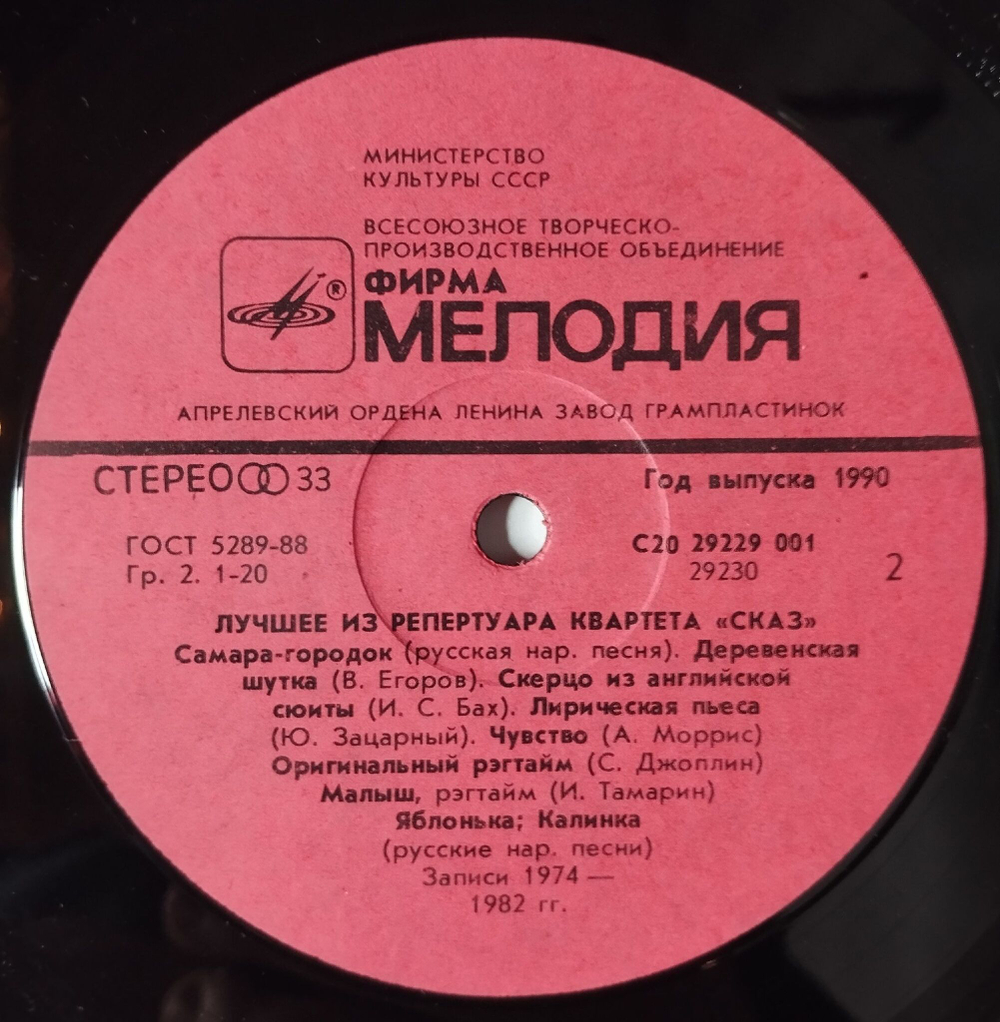 МИНИСТЕРСТВО
КУЛЬТУРЫ СССР
ВСЕСОЮЗНОЕ ТВОРЧЕСКО-
ПРОИЗВОДСТВЕННОЕ ОБЪЕДИНЕНИЕ
®
ФИРМА
МЕЛОДИЯ
АПРЕЛЕВСКИЙ ОРДЕНА ЛЕНИНА ЗАВОД ГРАМПЛАСТИНОК
СТЕРЕО 33
Год выпуска 1990
ГОСТ 5289-88
С20 29229 001
Гр. 2. 1-20
29230
2
ЛУЧШЕЕ ИЗ РЕПЕРТУАРА КВАРТЕТА «СКАЗ»
Самара-городок (русская нар. песня). Деревенская
шутка (В. Егоров). Скерцо из английской
сюиты (И. С. Бах). Лирическая пьеса
(Ю. Зацарный). Чувство (А. Моррис)
Оригинальный рэгтайм (С. Джоплин)
Малыш, рэгтайм (И. Тамарин)
Яблонька; Калинка
(русские нар. песни)
Записи 1974 —
1982 гг.